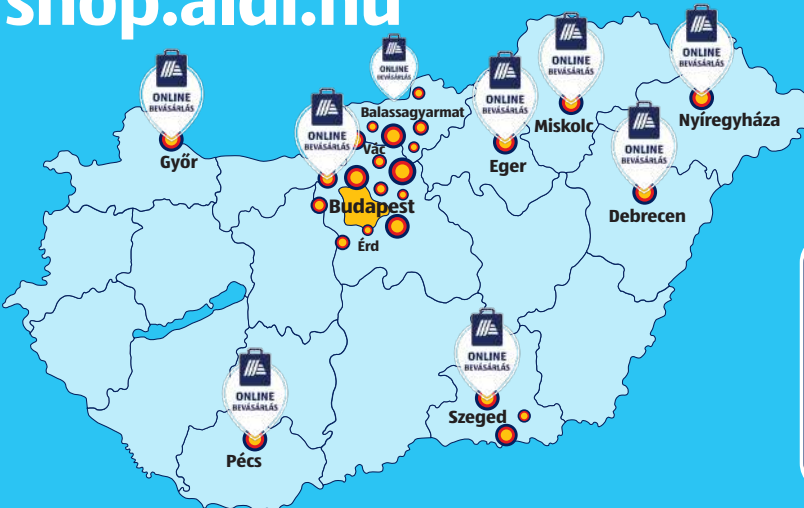 shop.aldi.hu
ONLINE
BEVÁSÁRLÁS
ONLINE
BEVÁSÁRLÁS
ONLINE
BEVÁSÁRLÁS
ONLINE
BEVÁSÁRLÁS
ONLINE
BEVÁSÁRLÁS
ONLINE
BEVÁSÁRLÁS
ONLINE
BEVÁSÁRLÁS
Balassagyarmat
Miskolc
Nyíregyháza
Győr
Vác
Eger
Budapest
Debrecen
Érd
ONLINE
BEVÁSÁRLÁS
Szeged
ONLINE
BEVÁSÁRLÁS
Pécs